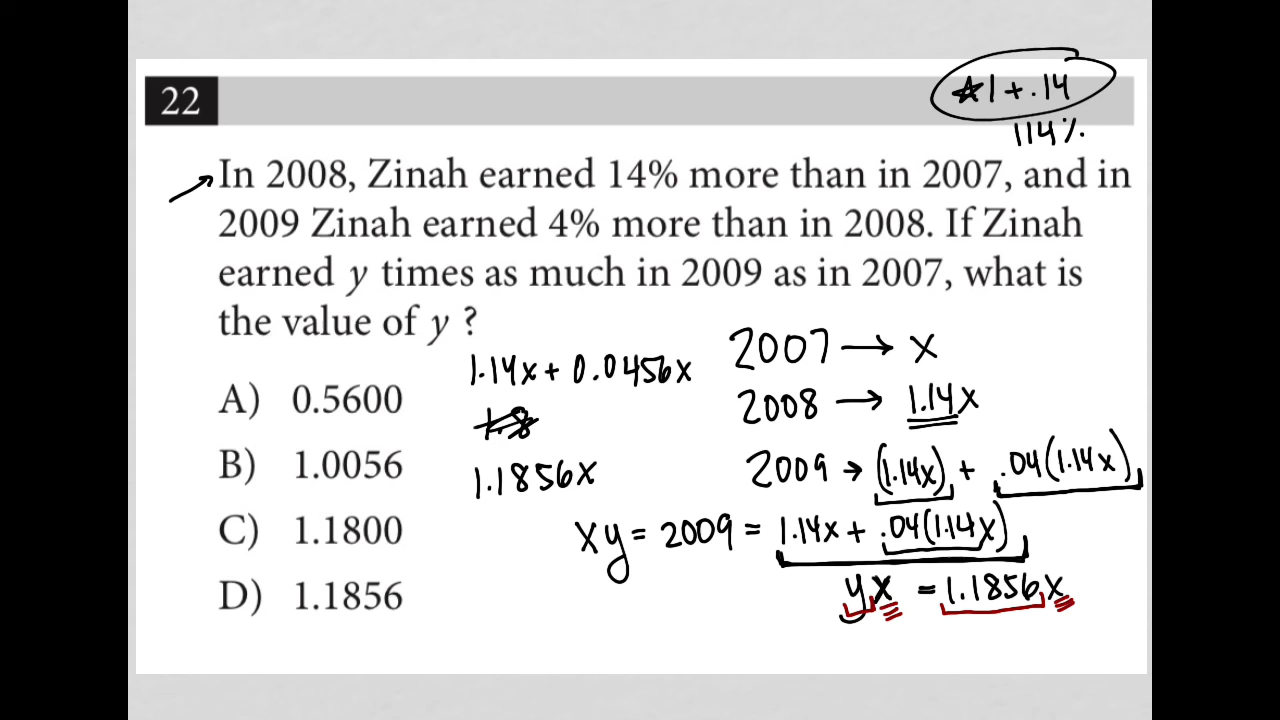 22
☆1 + .14
114%
In 2008, Zinah earned 14% more than in 2007, and in
2009 Zinah earned 4% more than in 2008. If Zinah
earned y times as much in 2009 as in 2007, what is
the value of y ?
A) 0.5600
B) 1.0056
C) 1.1800
D) 1.1856
1.14x + 0.0456x
1.8
1.1856x
2007 → x
2008 → 1.14x
2009 → (1.14x) + .04(1.14x)
xy = 2009 = 1.14x + .04(1.14x)
yx = 1.1856x